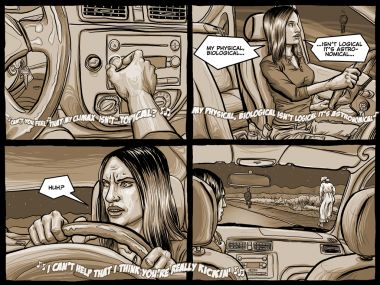 "CAN'T YOU FEEL THAT MY CLIMAX ISN'T... TOPICAL?
MY PHYSICAL,
BIOLOGICAL...
...ISN'T LOGICAL
IT'S ASTRO-
NOMICAL...
MY PHYSICAL, BIOLOGICAL ISN'T LOGICAL IT'S ASTRONOMICAL"
HUH?
I CAN'T HELP THAT I THINK YOU'RE REALLY KICKIN'